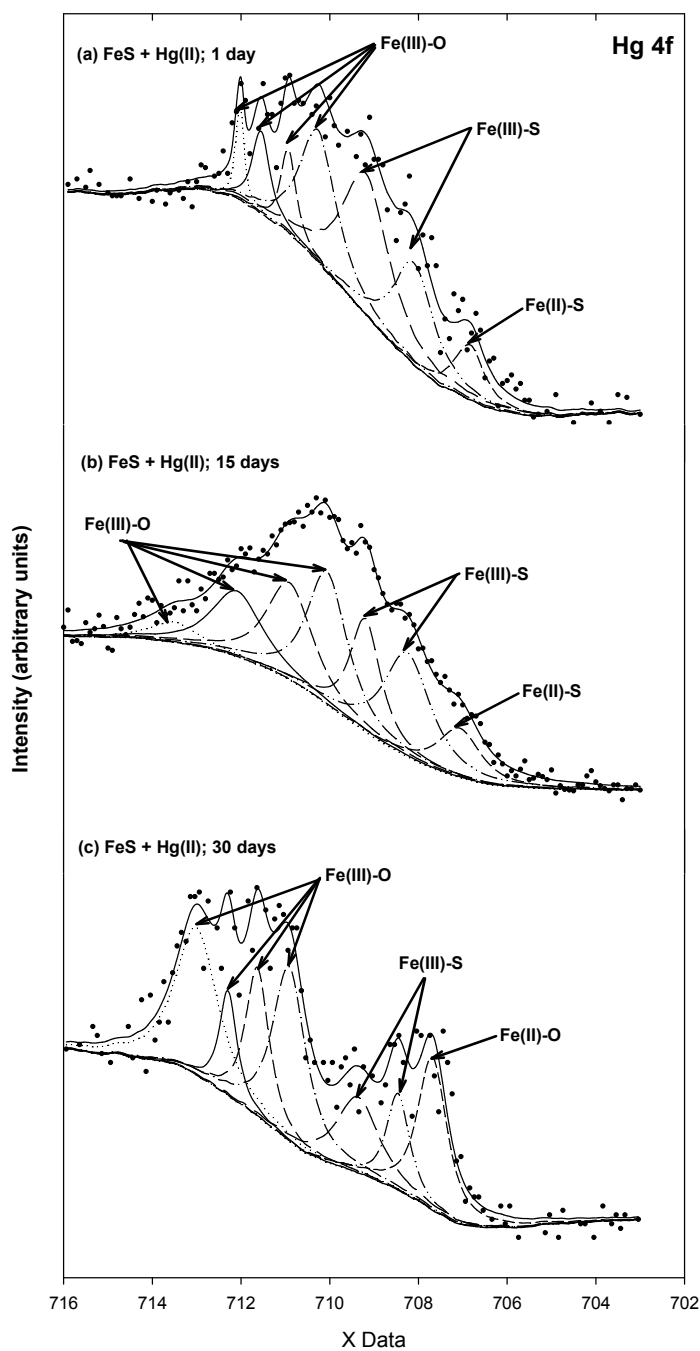 (a) FeS + Hg(II); 1 day
Fe(III)-O
Hg 4f
Fe(III)-S
Fe(II)-S
(b) FeS + Hg(II); 15 days
Fe(III)-O
Fe(III)-S
Fe(II)-S
Intensity (arbitrary units)
(c) FeS + Hg(II); 30 days
Fe(III)-O
Fe(III)-S
Fe(II)-O
716 714 712 710 708 706 704 702
X Data